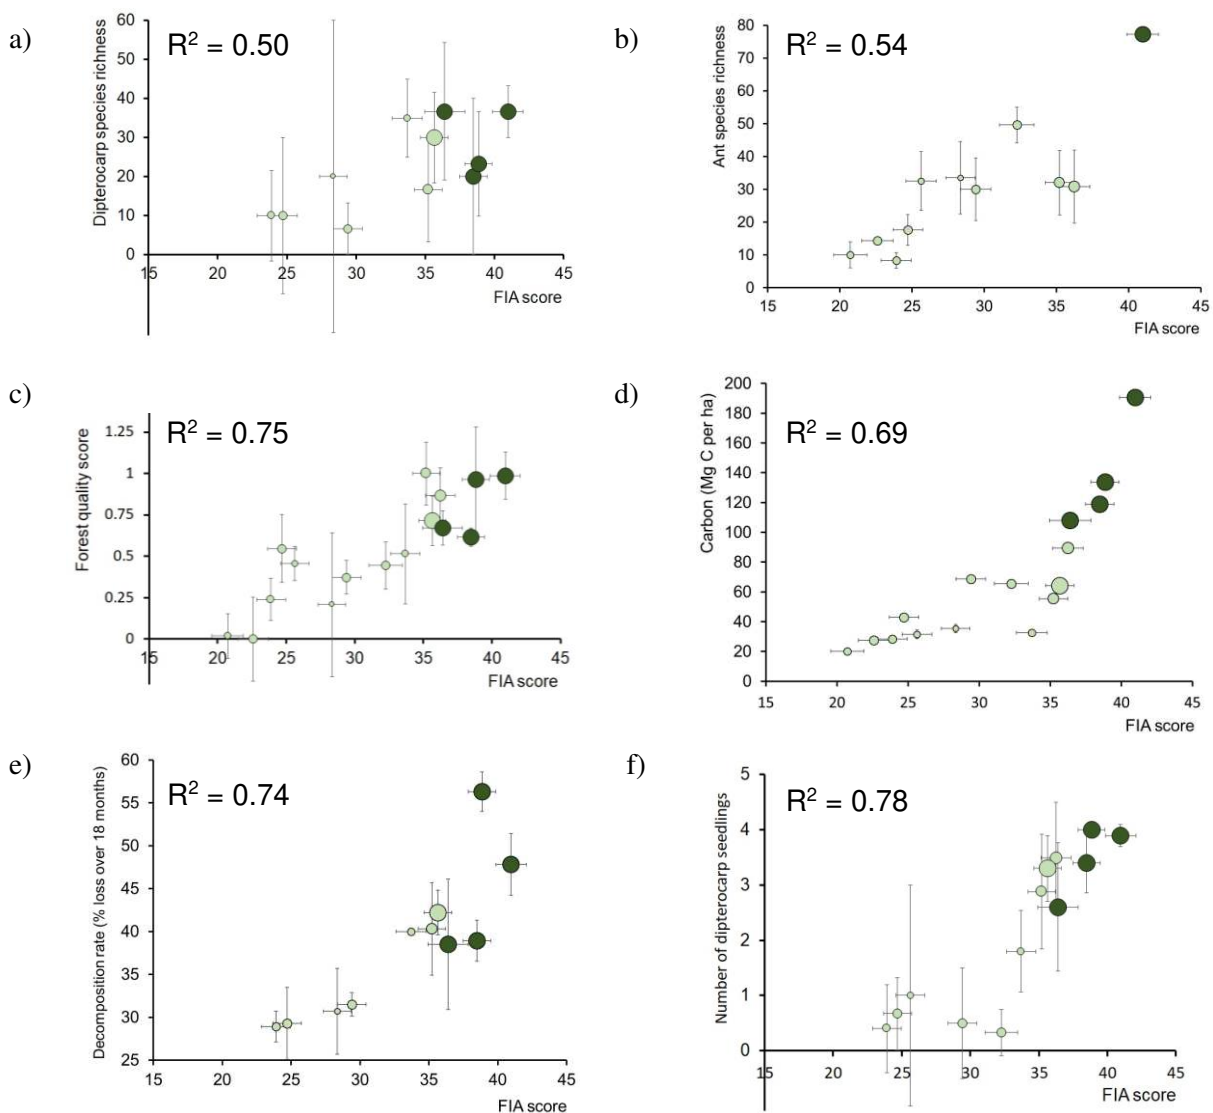 a)
R² = 0.50
Dipterocarp species richness
60
50
40
30
20
10
0
15 20 25 30 35 40 45
FIA score
b)
R² = 0.54
Ant species richness
80
70
60
50
40
30
20
10
0
15 20 25 30 35 40 45
FIA score
c)
R² = 0.75
Forest quality score
1.25
1
0.75
0.5
0.25
0
15 20 25 30 35 40 45
FIA score
d)
R² = 0.69
Carbon (Mg C per ha)
200
180
160
140
120
100
80
60
40
20
0
15 20 25 30 35 40 45
FIA score
e)
R² = 0.74
Decomposition rate (% loss over 18 months)
60
55
50
45
40
35
30
25
15 20 25 30 35 40 45
FIA score
f)
R² = 0.78
Number of dipterocarp seedlings
5
4
3
2
1
0
15 20 25 30 35 40 45
FIA score